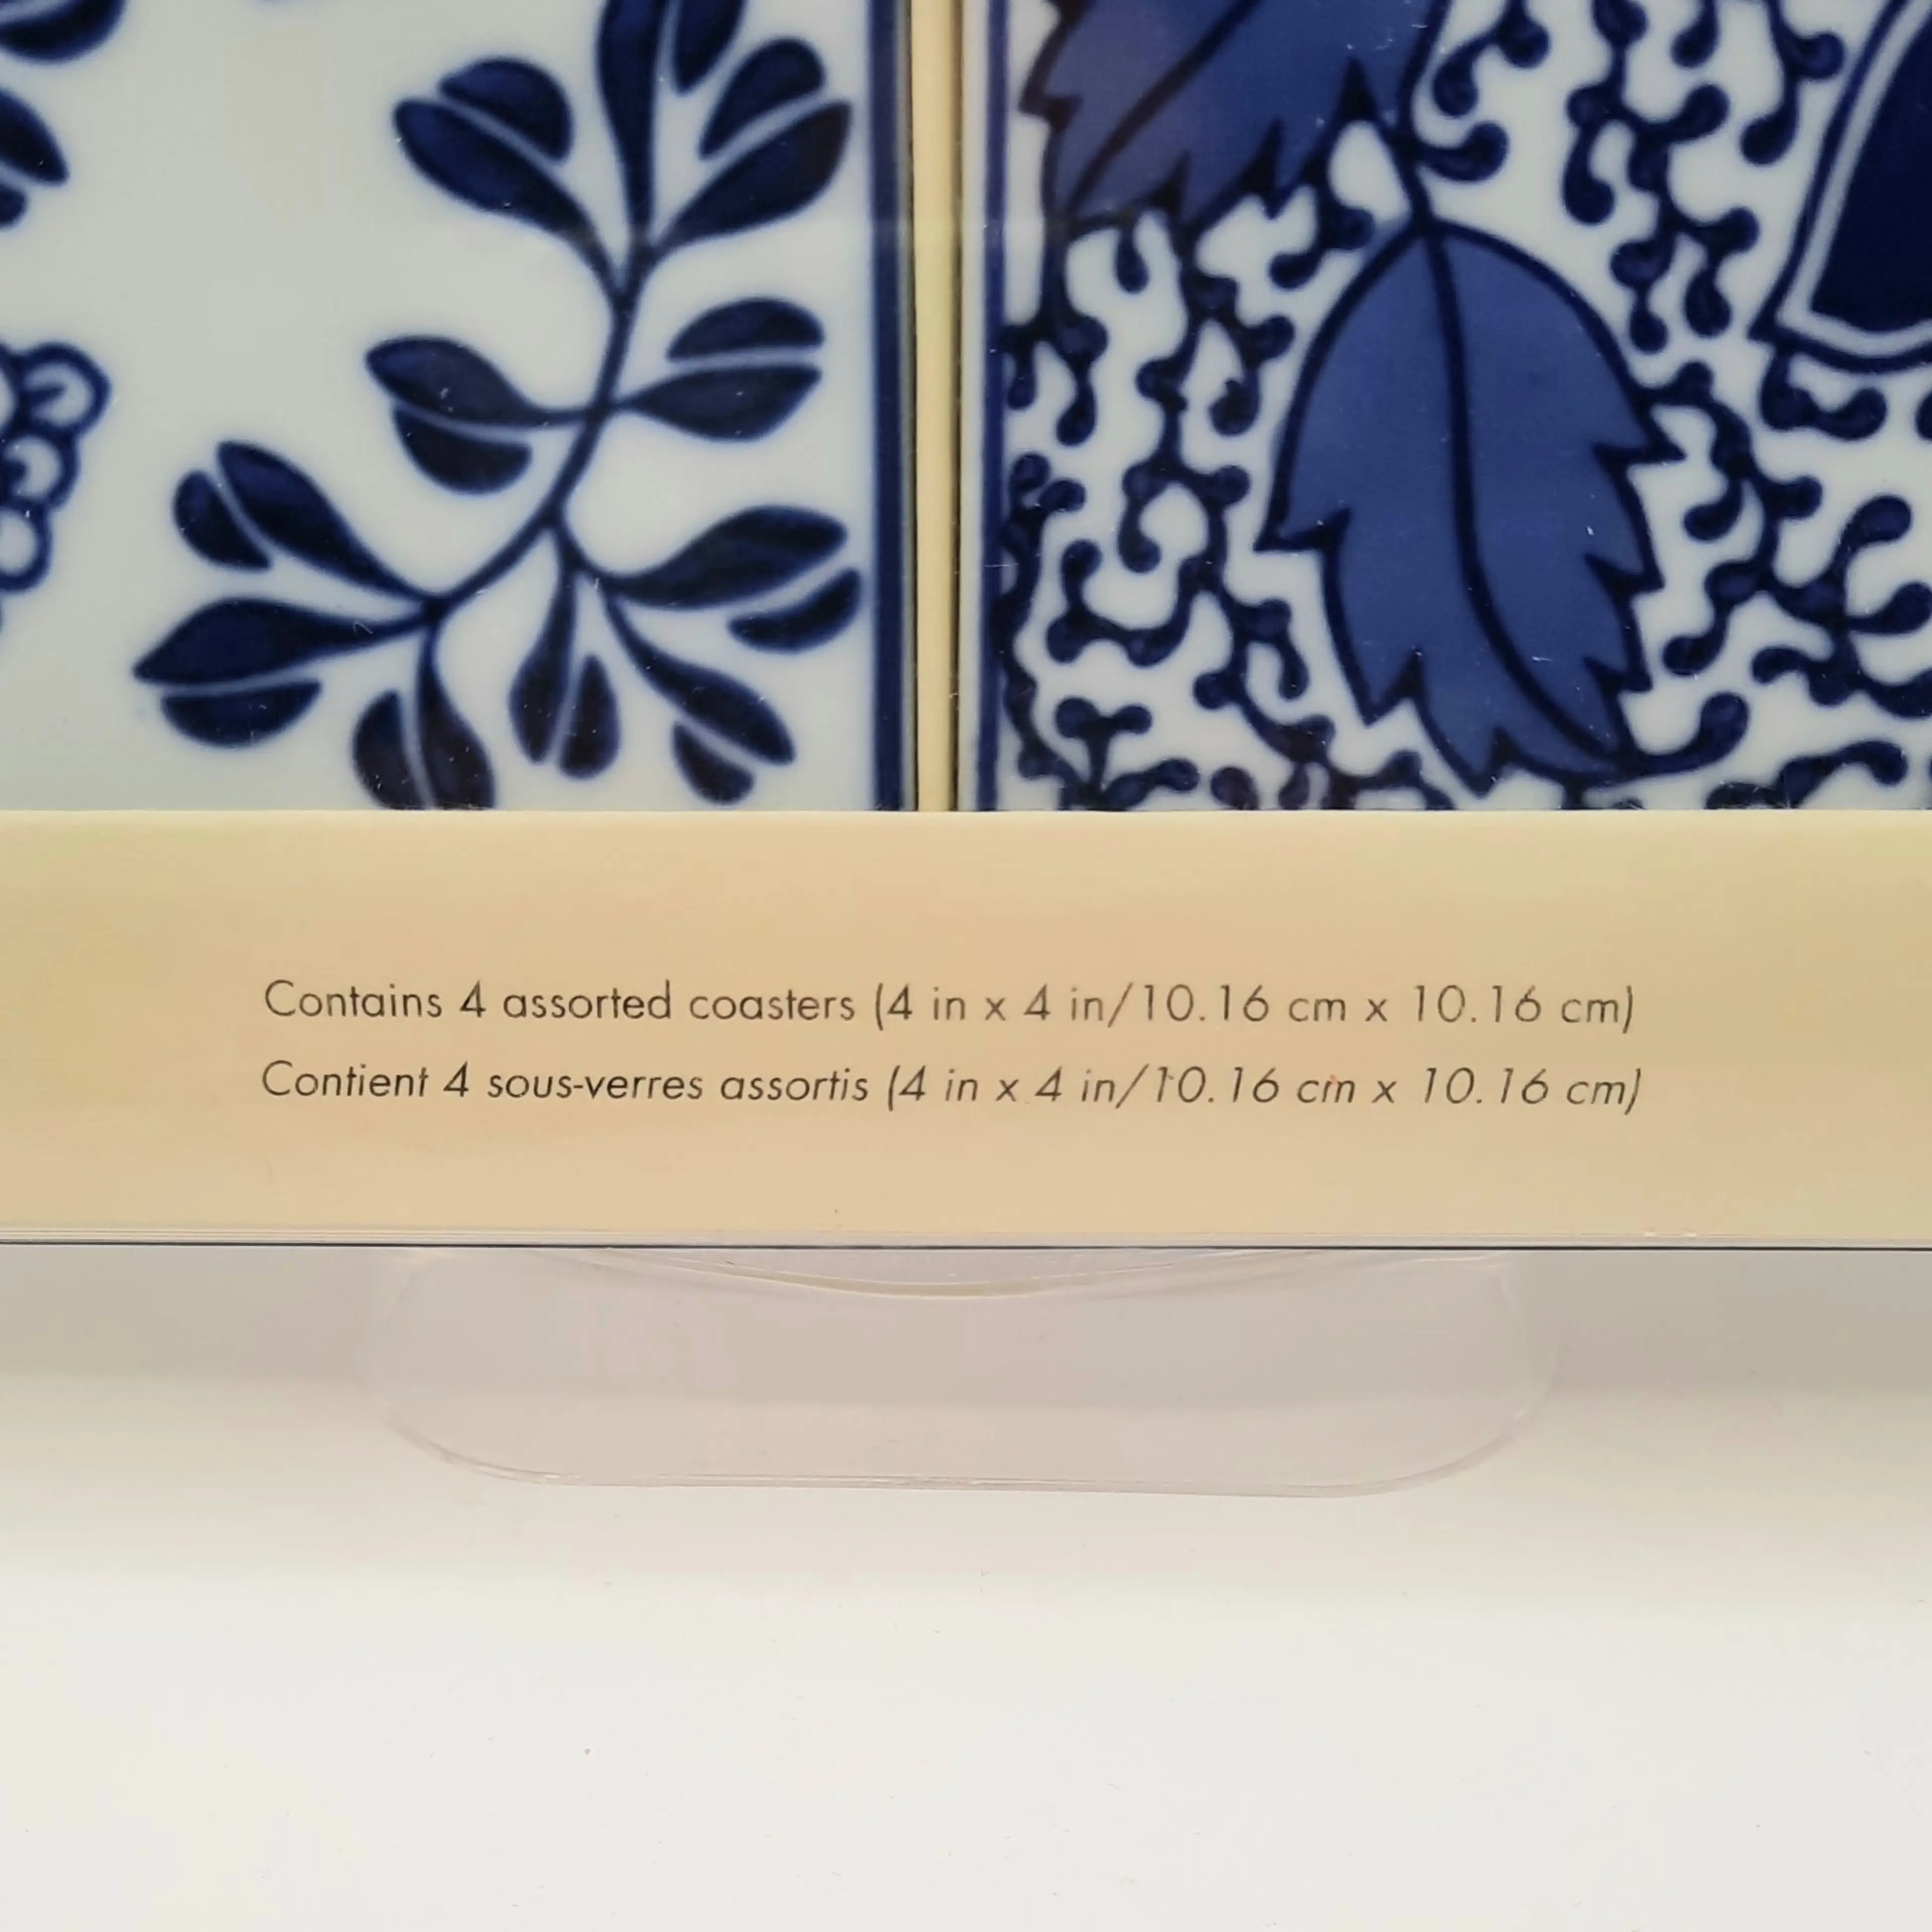 Contains 4 assorted coasters (4 in x 4 in/10.16 cm x 10.16 cm)
Contient 4 sous-verres assortis (4 in x 4 in/10.16 cm x 10.16 cm)